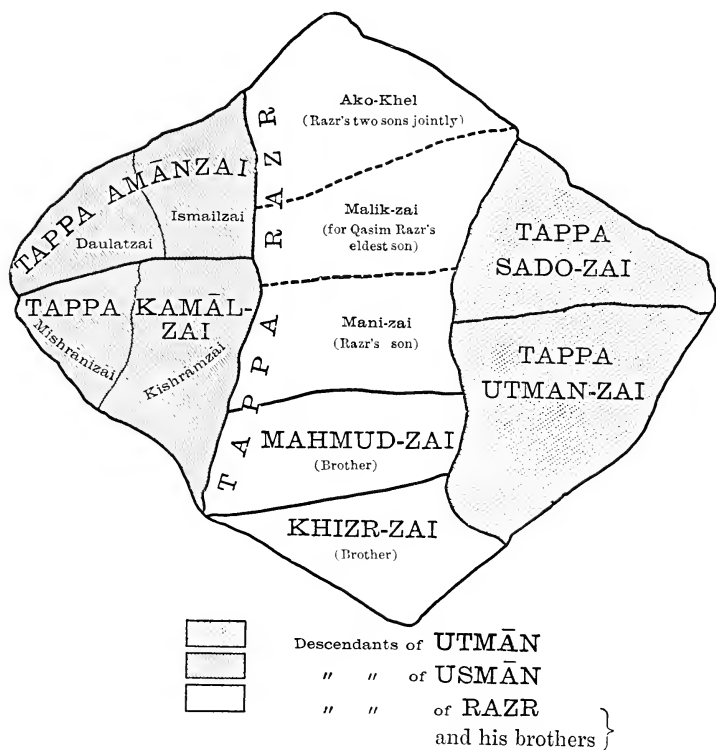 Ako-Khel
(Razr's two sons jointly)
TAPPA RAZR
TAPPA AMĀNZAI
Ismailzai
Daulatzai
Malik-zai
(for Qasim Razr's
eldest son)
TAPPA
SADO-ZAI
TAPPA KAMĀL-
ZAI
Mishrānizāi
Kishrāmzāi
Mani-zai
(Razr's son)
TAPPA
UTMAN-ZAI
MAHMUD-ZAI
(Brother)
KHIZR-ZAI
(Brother)
Descendants of UTMĀN
" " of USMĀN
" " of RAZR
and his brothers }